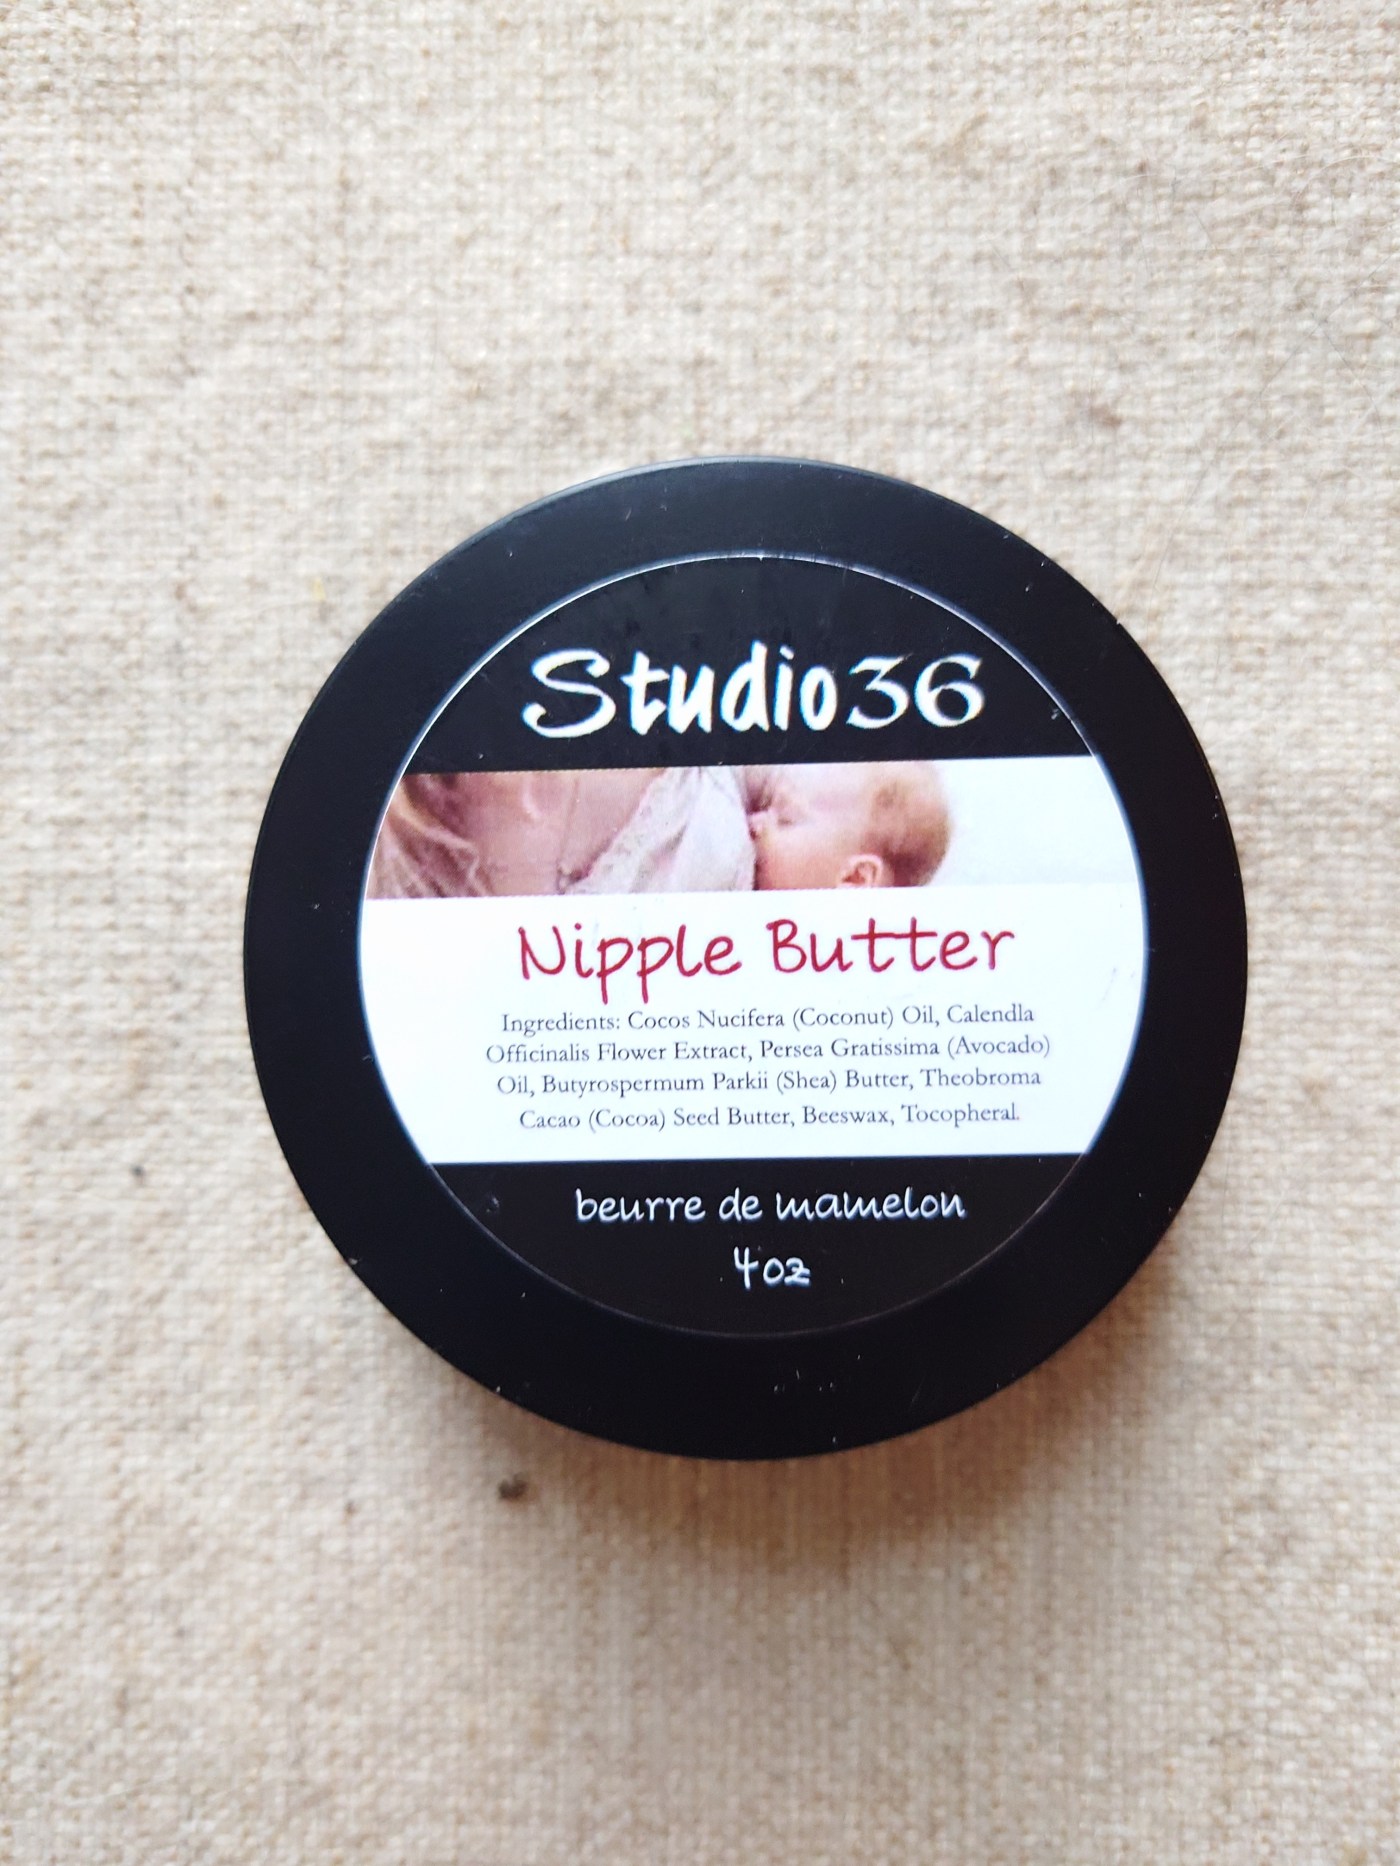 Studio36
Nipple Butter
Ingredients: Cocos Nucifera (Coconut) Oil, Calendla
Officinalis Flower Extract, Persea Gratissima (Avocado)
Oil, Butyrospermum Parkii (Shea) Butter, Theobroma
Cacao (Cocoa) Seed Butter, Beeswax, Tocopheral.
beurre de mamelon
4oz